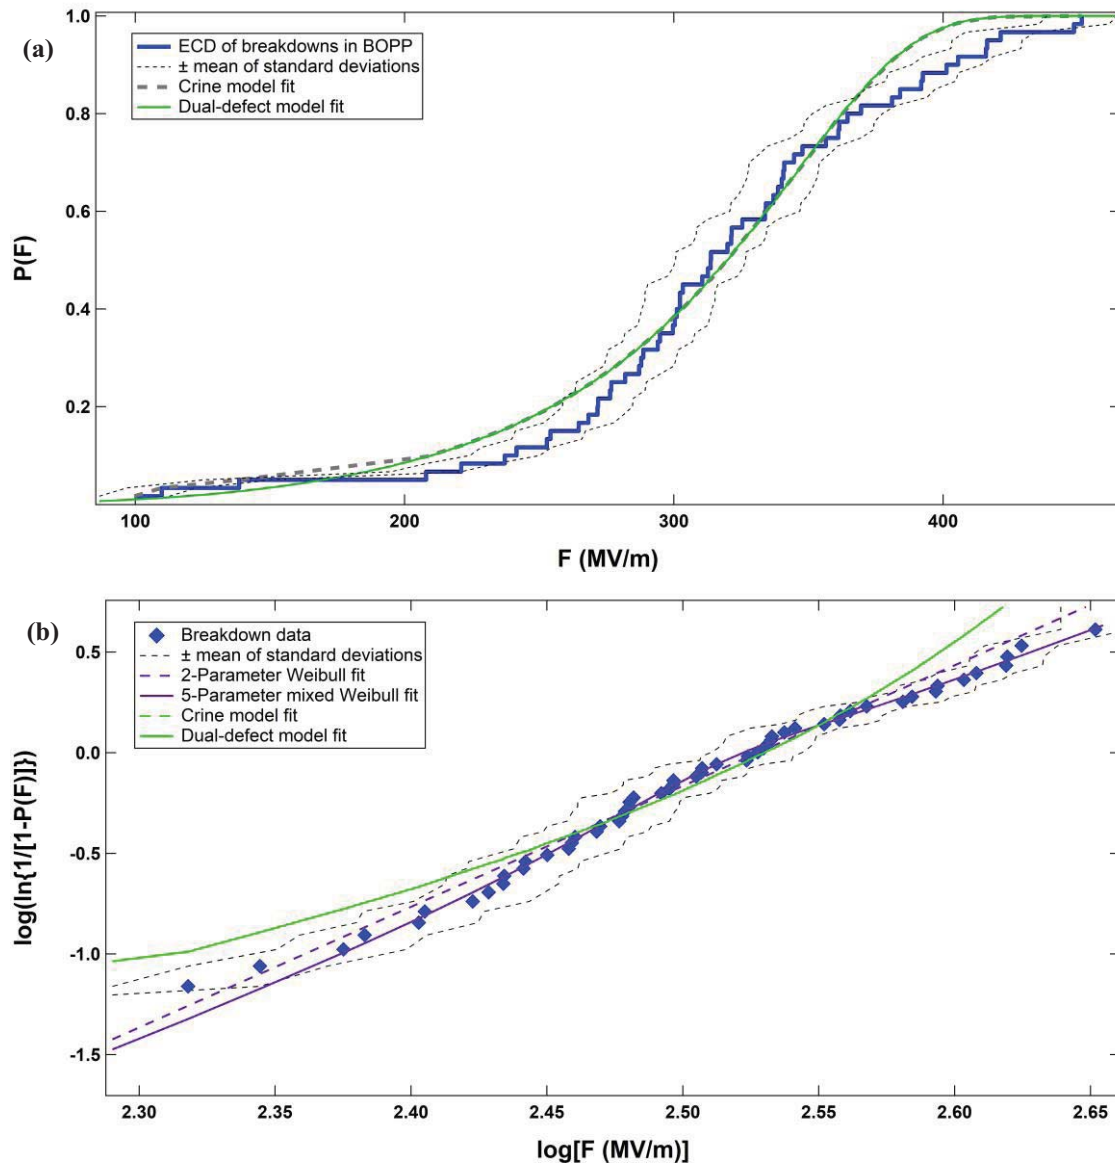 (a)
1.0
0.8
0.6
0.4
0.2
P(F)
ECD of breakdowns in BOPP
± mean of standard deviations
Crine model fit
Dual-defect model fit
100
200
300
400
F (MV/m)
(b)
0.5
0.0
-0.5
-1.0
-1.5
log(ln{1/[1-P(F)]})
Breakdown data
± mean of standard deviations
2-Parameter Weibull fit
5-Parameter mixed Weibull fit
Crine model fit
Dual-defect model fit
2.30
2.35
2.40
2.45
2.50
2.55
2.60
2.65
log[F (MV/m)]